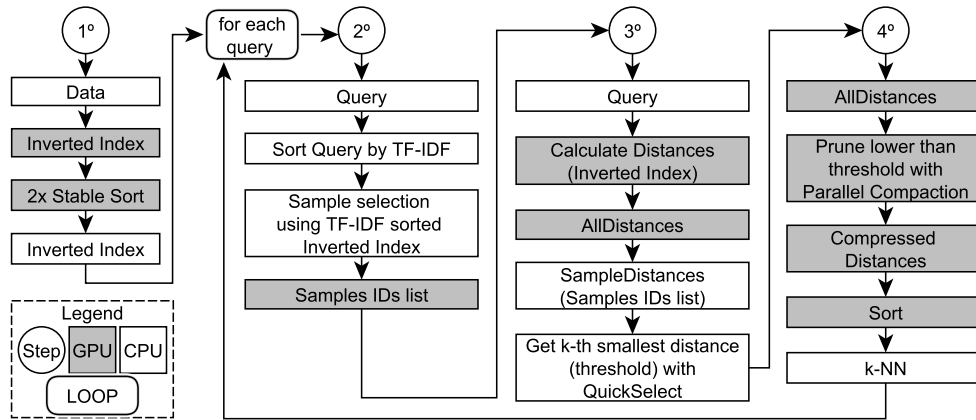 1º
Data
Inverted Index
2x Stable Sort
Inverted Index
for each
query
2º
Query
Sort Query by TF-IDF
Sample selection
using TF-IDF sorted
Inverted Index
Samples IDs list
3º
Query
Calculate Distances
(Inverted Index)
AllDistances
SampleDistances
(Samples IDs list)
Get k-th smallest distance
(threshold) with
QuickSelect
4º
AllDistances
Prune lower than
threshold with
Parallel Compaction
Compressed
Distances
Sort
k-NN
Legend
Step
GPU
CPU
LOOP